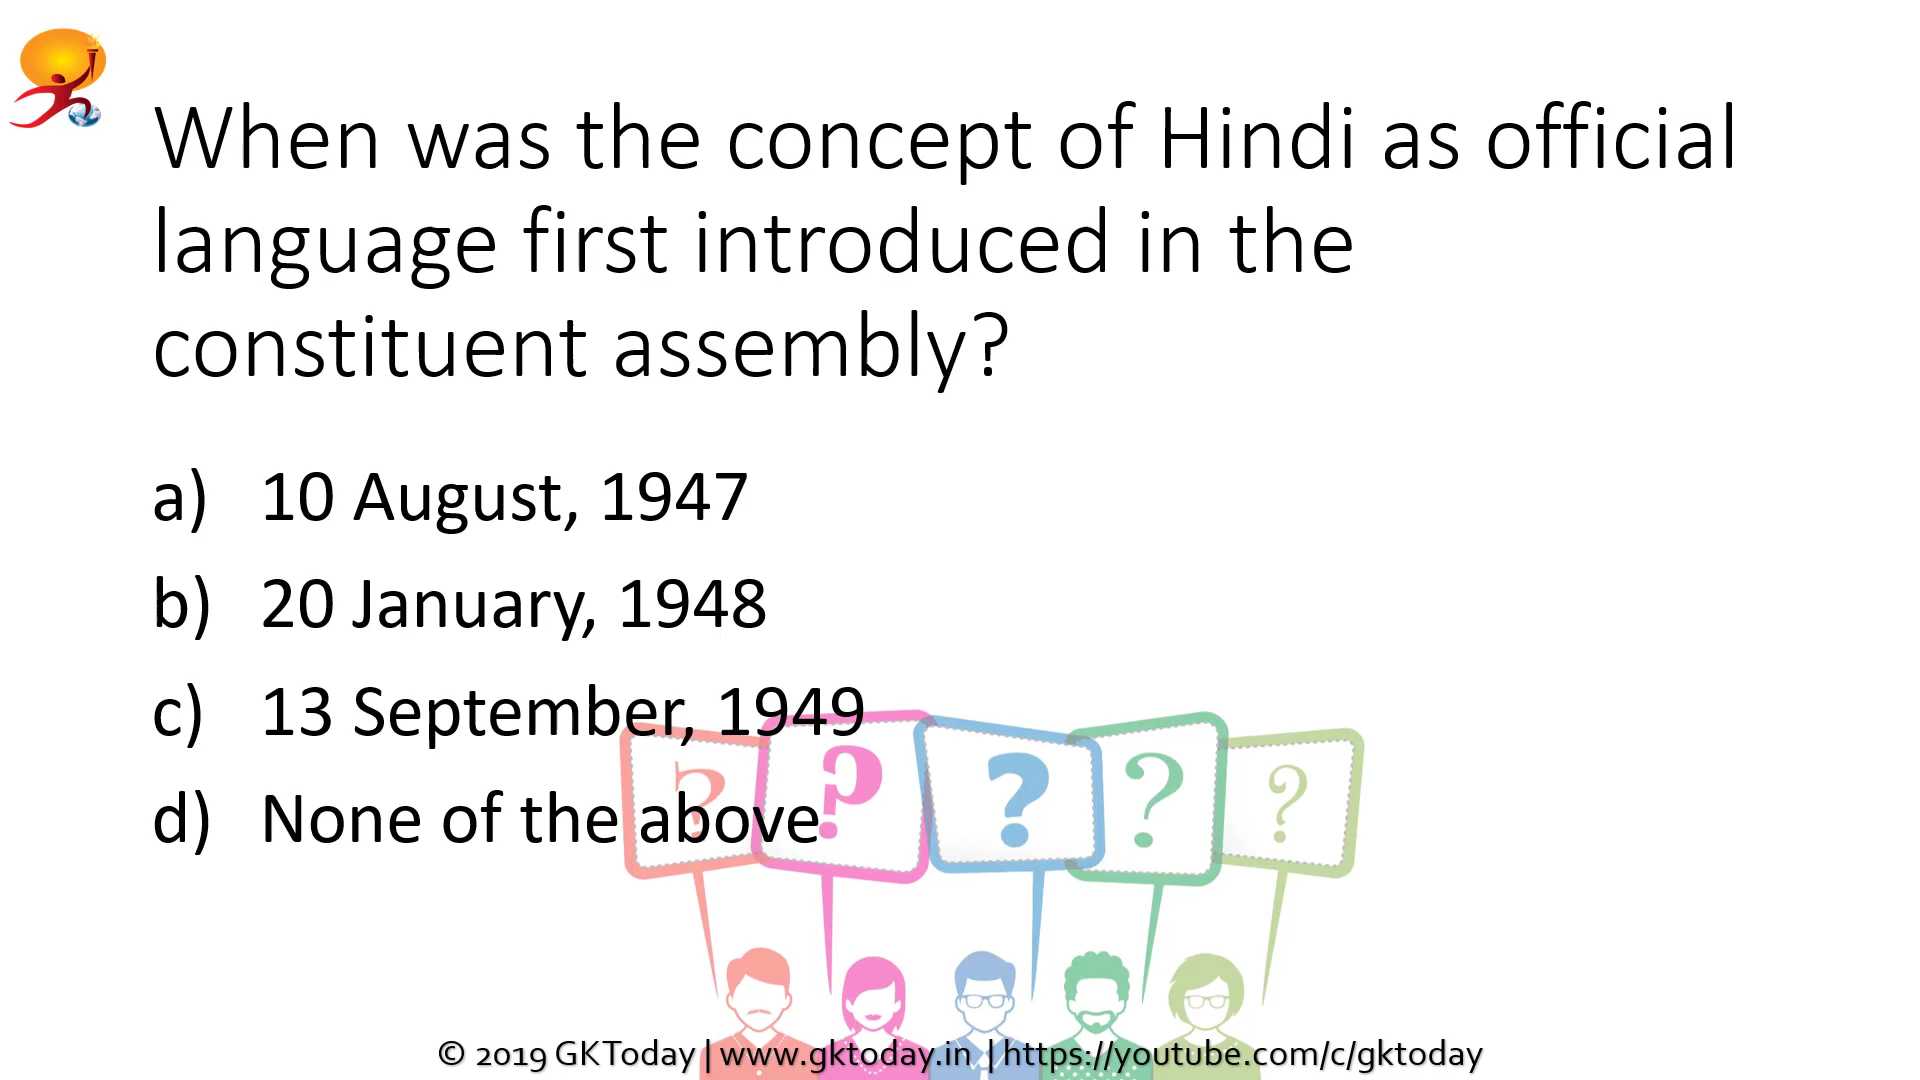 When was the concept of Hindi as official
language first introduced in the
constituent assembly?
a) 10 August, 1947
b) 20 January, 1948
c) 13 September, 1949
d) None of the above
? ? ? ? ?
© 2019 GKToday | www.gktoday.in | https://youtube.com/c/gktoday